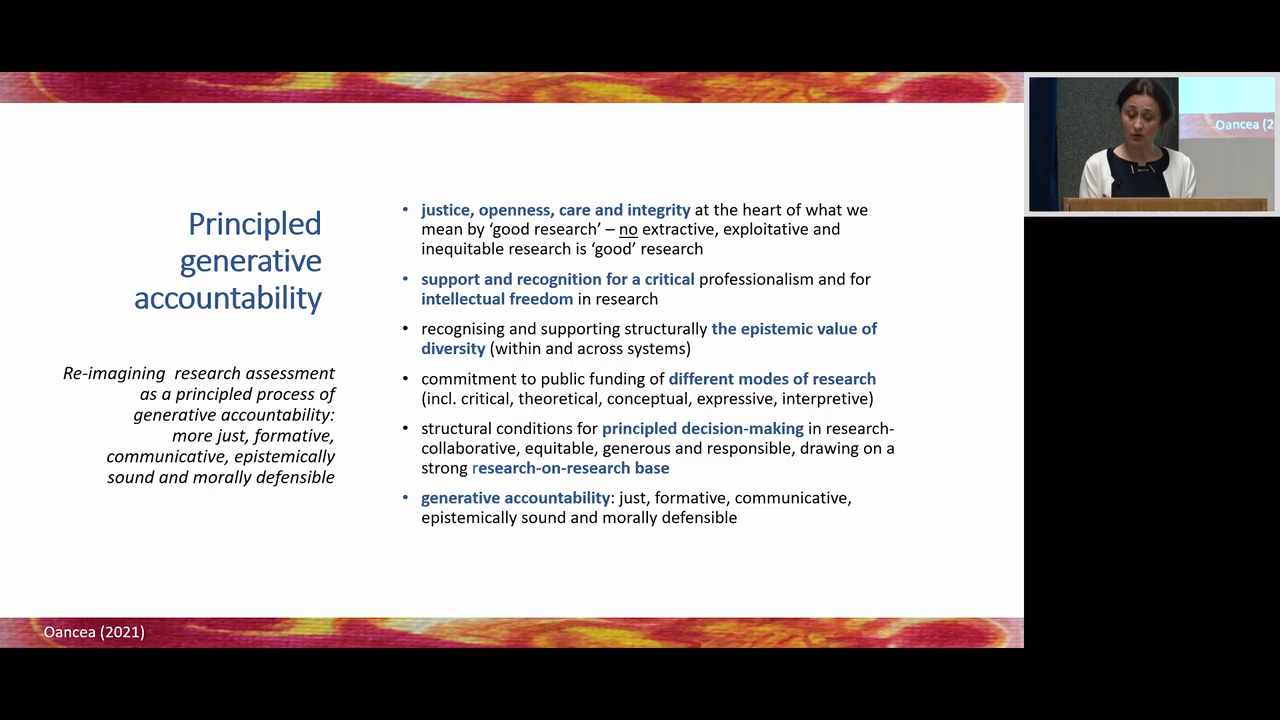 Principled
generative
accountability
Re-imagining research assessment
as a principled process of
generative accountability:
more just, formative,
communicative, epistemically
sound and morally defensible
• justice, openness, care and integrity at the heart of what we
mean by ‘good research’ – no extractive, exploitative and
inequitable research is ‘good’ research
• support and recognition for a critical professionalism and for
intellectual freedom in research
• recognising and supporting structurally the epistemic value of
diversity (within and across systems)
• commitment to public funding of different modes of research
(incl. critical, theoretical, conceptual, expressive, interpretive)
• structural conditions for principled decision-making in research-
collaborative, equitable, generous and responsible, drawing on a
strong research-on-research base
• generative accountability: just, formative, communicative,
epistemically sound and morally defensible
Oancea (2021)
Oancea (2